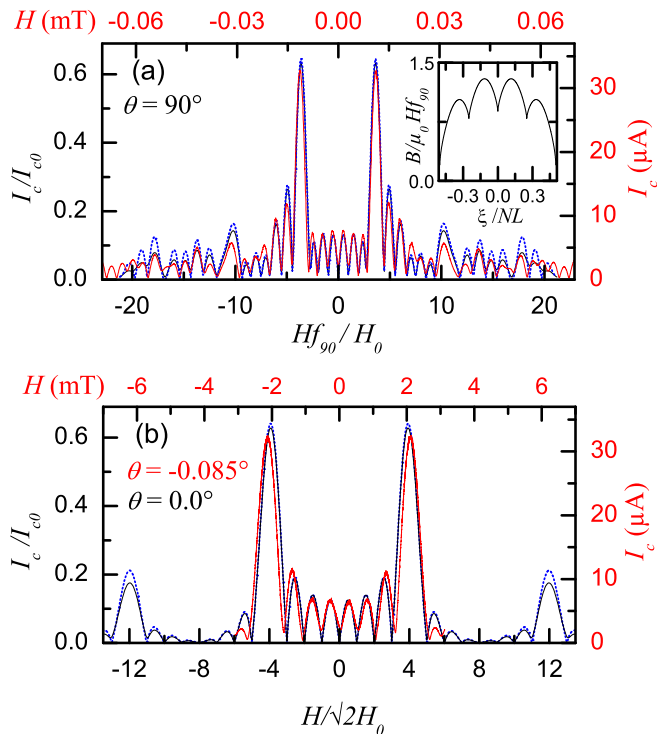 H (mT)
-0.06 -0.03 0.00 0.03 0.06
(a)
θ = 90°
I_c/I_c0
0.6
0.4
0.2
0.0
30
20
10
0
I_c (μA)
B/μ_0 Hf_90
1.5
0.0
-0.3 0.0 0.3
ξ /NL
-20 -10 0 10 20
Hf_90 / H_0
H (mT)
-6 -4 -2 0 2 4 6
(b)
θ = -0.085°
θ = 0.0°
I_c/I_c0
0.6
0.4
0.2
0.0
30
20
10
0
I_c (μA)
-12 -8 -4 0 4 8 12
H/√2H_0